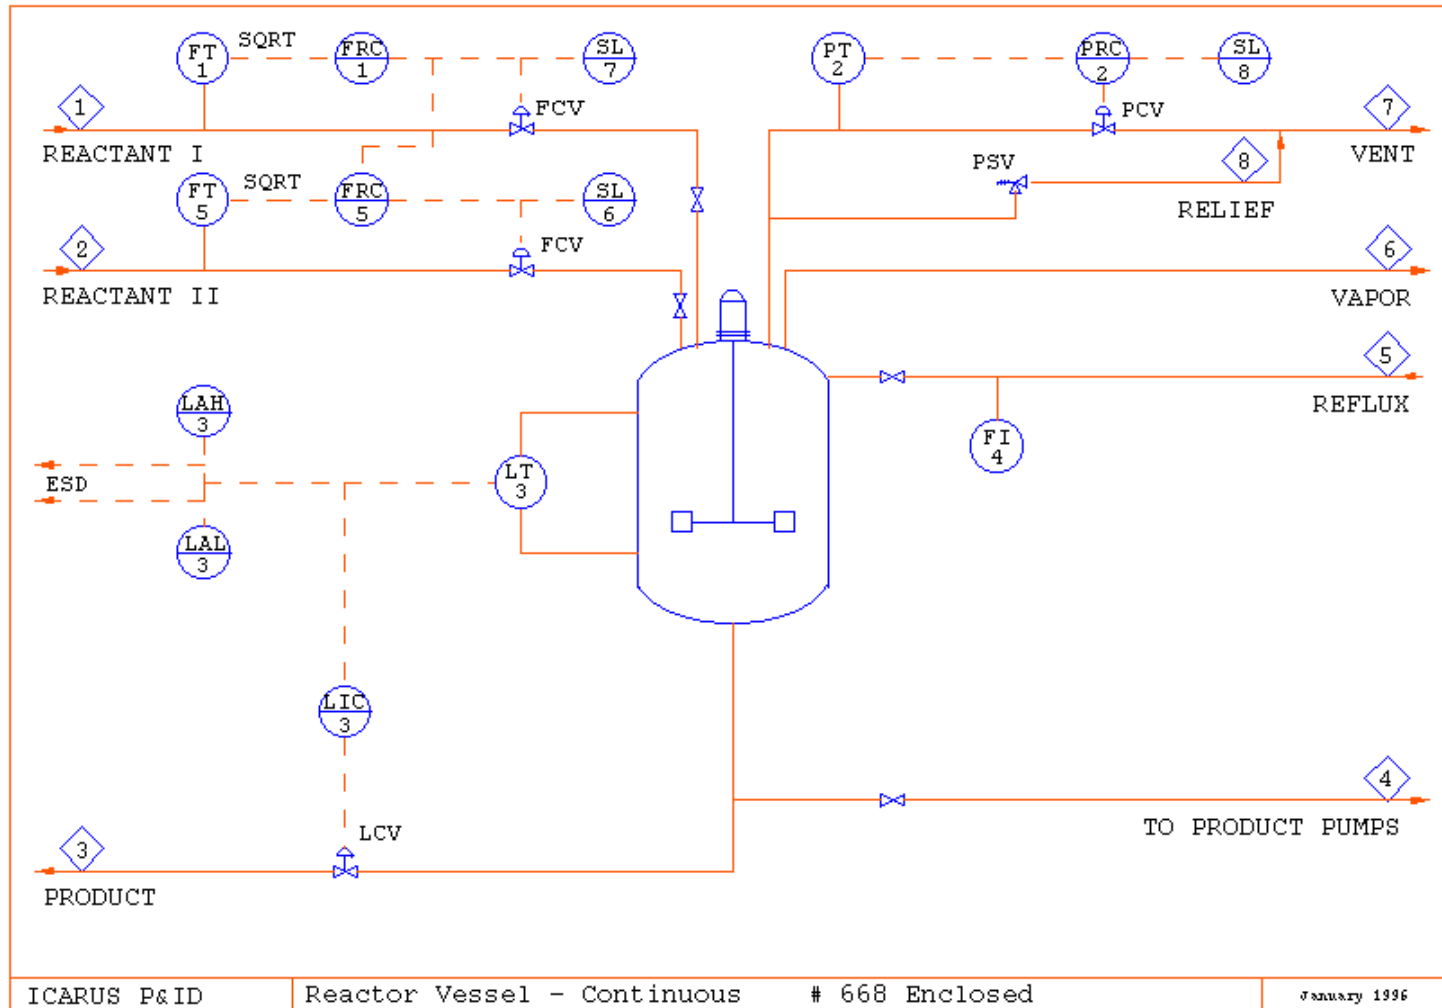 FT
1
SQRT
FRC
1
SL
7
PT
2
PRC
2
SL
8
1
FCV
PCV
7
REACTANT I
VENT
FT
5
SQRT
FRC
5
SL
6
PSV
8
RELIEF
2
FCV
6
REACTANT II
VAPOR
5
REFLUX
LAH
3
FI
4
ESD
LT
3
LAL
3
LIC
3
4
TO PRODUCT PUMPS
LCV
3
PRODUCT
ICARUS P&ID
Reactor Vessel - Continuous # 668 Enclosed
January 1996